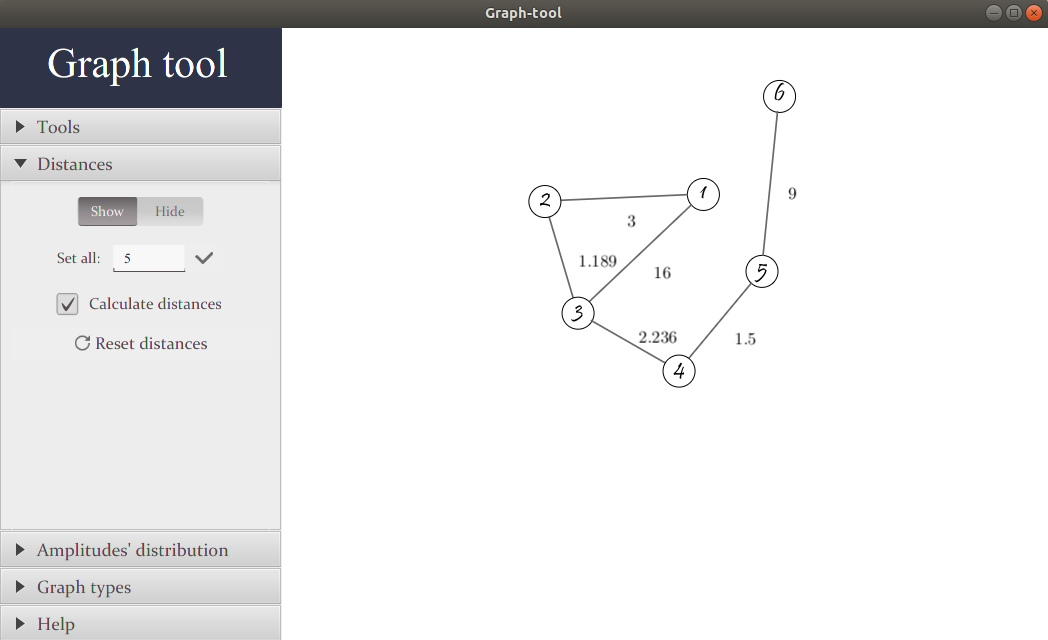 Graph-tool
Graph tool
Tools
Distances
Show Hide
Set all: 5
Calculate distances
Reset distances
Amplitudes' distribution
Graph types
Help
6
9
2
1
3
1.189
16
5
3
2.236
1.5
4